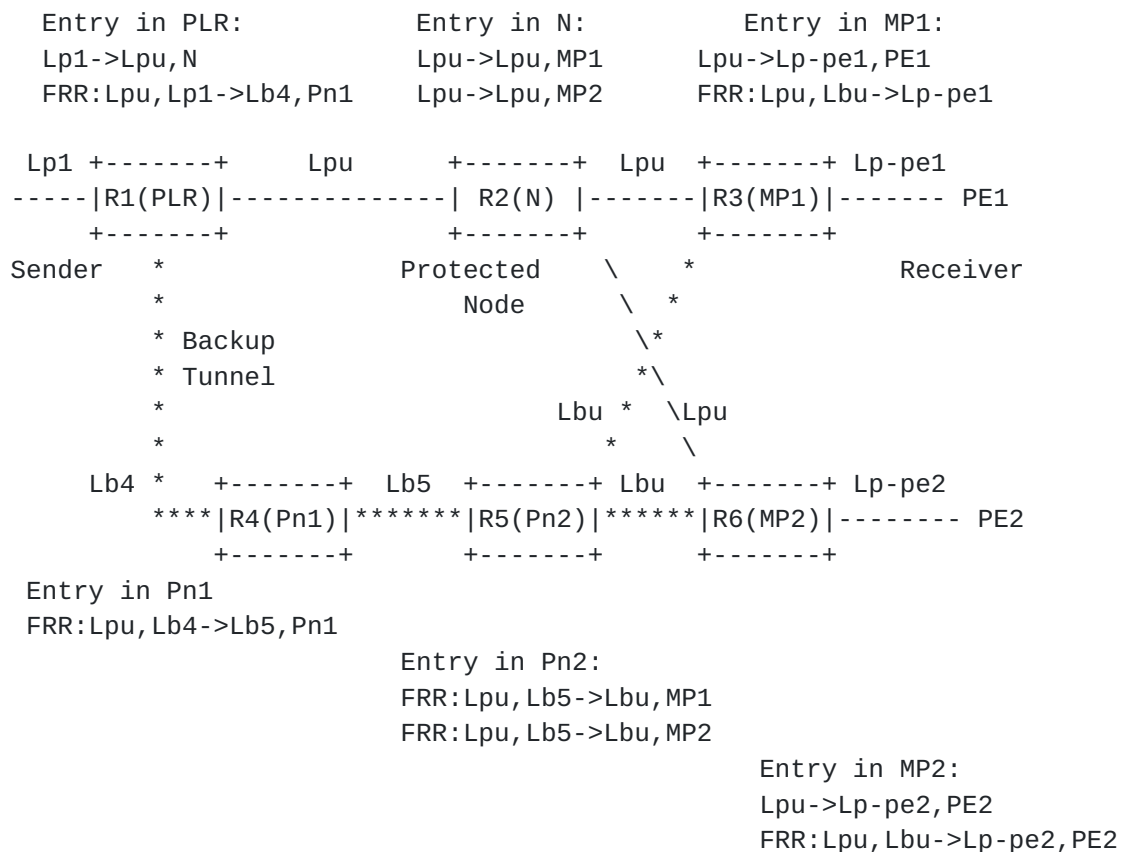 Entry in PLR: Entry in N: Entry in MP1:
Lp1->Lpu,N Lpu->Lpu,MP1 Lpu->Lp-pe1,PE1
FRR:Lpu,Lp1->Lb4,Pn1 Lpu->Lpu,MP2 FRR:Lpu,Lbu->Lp-pe1
Lp1 +-------+ Lpu +-------+ Lpu +-------+ Lp-pe1
-----|R1(PLR)|--------------| R2(N) |-------|R3(MP1)|------- PE1
+-------+ +-------+ +-------+
Sender * Protected \ * Receiver
* Node \ *
* Backup \*
* Tunnel *\
* Lbu * \Lpu
* * \
Lb4 * +-------+ Lb5 +-------+ Lbu +-------+ Lp-pe2
****|R4(Pn1)|*******|R5(Pn2)|******|R6(MP2)|-------- PE2
+-------+ +-------+ +-------+
Entry in Pn1
FRR:Lpu,Lb4->Lb5,Pn1
Entry in Pn2:
FRR:Lpu,Lb5->Lbu,MP1
FRR:Lpu,Lb5->Lbu,MP2
Entry in MP2:
Lpu->Lp-pe2,PE2
FRR:Lpu,Lbu->Lp-pe2,PE2